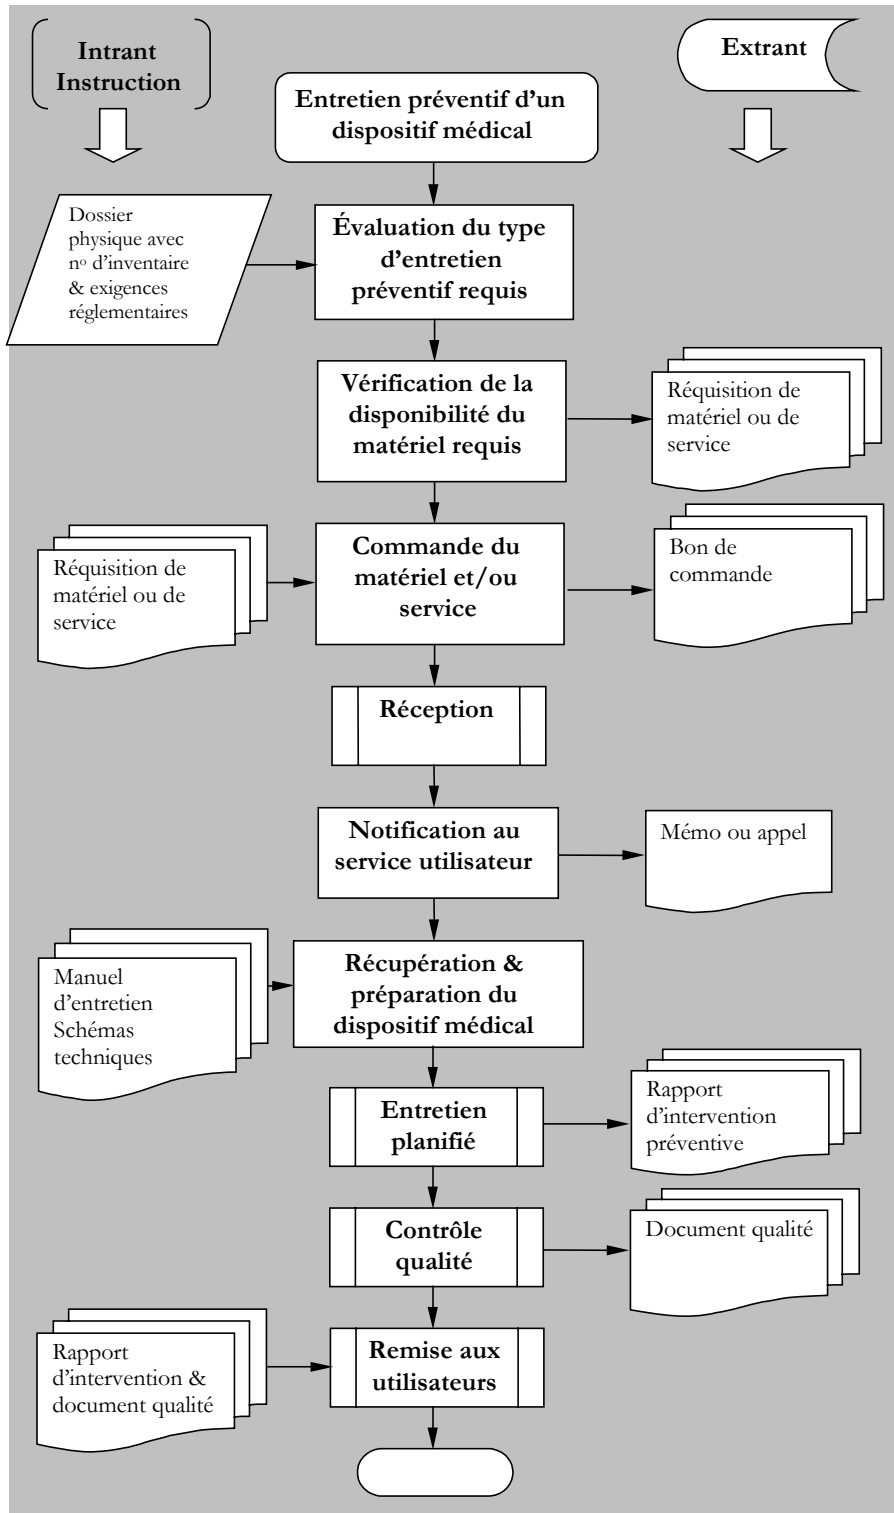 Intrant
Instruction
Extrant
Entretien préventif d'un
dispositif médical
Dossier
physique avec
nº d'inventaire
& exigences
réglementaires
Évaluation du type
d'entretien
préventif requis
Vérification de la
disponibilité du
matériel requis
Réquisition de
matériel ou de
service
Réquisition de
matériel ou de
service
Commande du
matériel et/ou
service
Bon de
commande
Réception
Notification au
service utilisateur
Mémo ou appel
Manuel
d'entretien
Schémas
techniques
Récupération &
préparation du
dispositif médical
Entretien
planifié
Rapport
d'intervention
préventive
Contrôle
qualité
Document qualité
Rapport
d'intervention &
document qualité
Remise aux
utilisateurs